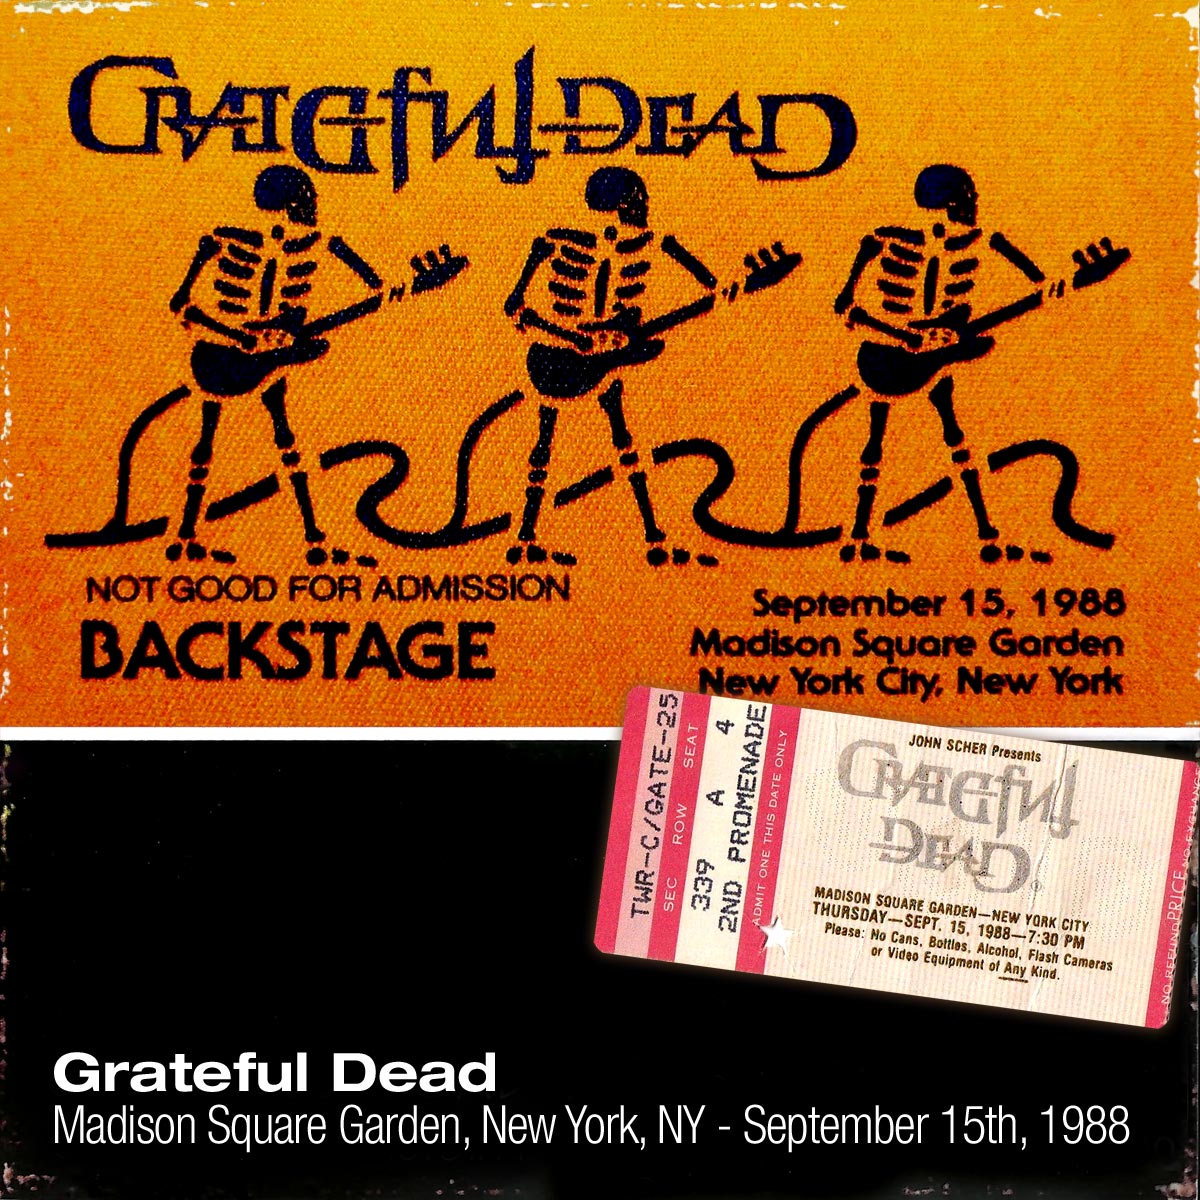 GRATEFUL DEAD
NOT GOOD FOR ADMISSION
BACKSTAGE
September 15, 1988
Madison Square Garden
New York City, New York
TWR-C/GATE-25
SEC ROW SEAT
339 A 4
2ND PROMENADE
ADMIT ONE THIS DATE ONLY
JOHN SCHER Presents
GRATEFUL
DEAD®
MADISON SQUARE GARDEN—NEW YORK CITY
THURSDAY—SEPT. 15, 1988—7:30 PM
Please: No Cans, Bottles, Alcohol, Flash Cameras
or Video Equipment of Any Kind.
NO REFUND PRICE NO EXCHANGE
Grateful Dead
Madison Square Garden, New York, NY - September 15th, 1988